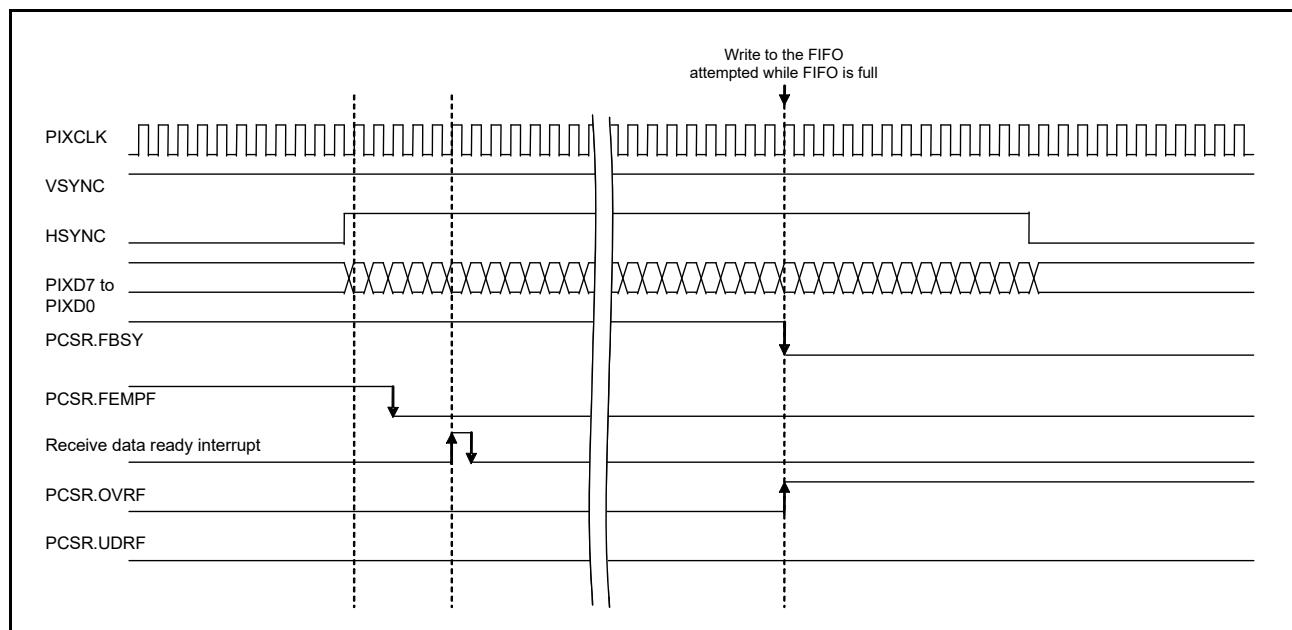 Write to the FIFO
attempted while FIFO is full
PIXCLK
VSYNC
HSYNC
PIXD7 to
PIXD0
PCSR.FBSY
PCSR.FEMPF
Receive data ready interrupt
PCSR.OVRF
PCSR.UDRF